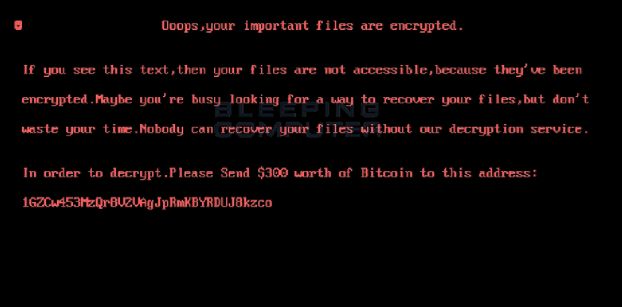 Ooops,your important files are encrypted.
If you see this text,then your files are not accessible,because they've been
encrypted.Maybe you're busy looking for a way to recover your files,but don't
waste your time.Nobody can recover your files without our decryption service.
BLEEPING
COMPUTER
In order to decrypt.Please Send $300 worth of Bitcoin to this address:
1GZCw453MzQr8V2VAgJpRmKBYRDUJ8kzco